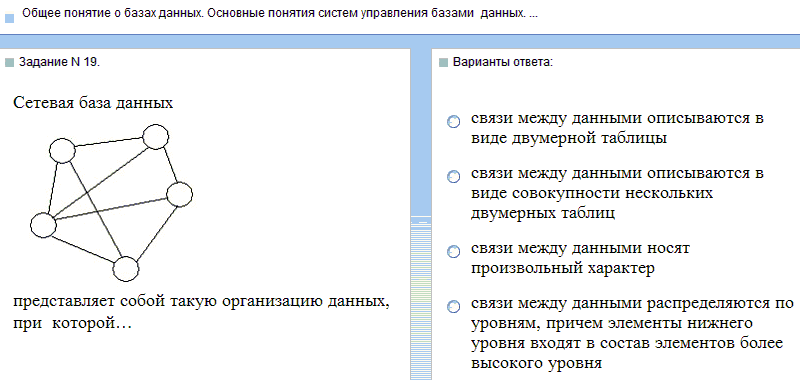 Общее понятие о базах данных. Основные понятия систем управления базами данных. ...
Задание N 19.
Сетевая база данных
представляет собой такую организацию данных,
при которой…
Варианты ответа:
связи между данными описываются в
виде двумерной таблицы
связи между данными описываются в
виде совокупности нескольких
двумерных таблиц
связи между данными носят
произвольный характер
связи между данными распределяются по
уровням, причем элементы нижнего
уровня входят в состав элементов более
высокого уровня